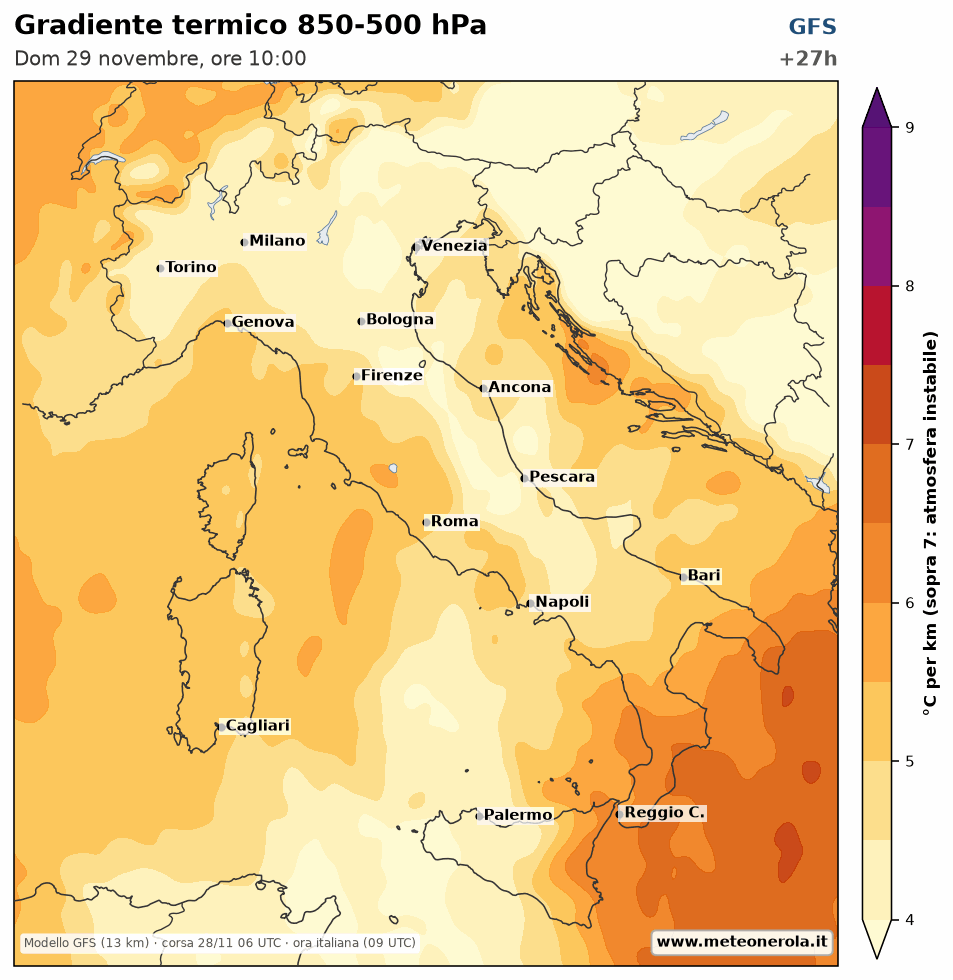 Gradiente termico 850-500 hPa
GFS
Dom 29 novembre, ore 10:00
+27h
Milano
Venezia
Torino
Genova
Bologna
Firenze
Ancona
Pescara
Roma
Bari
Napoli
Cagliari
Palermo
Reggio C.
9
8
7
6
5
4
°C per km (sopra 7: atmosfera instabile)
Modello GFS (13 km) · corsa 28/11 06 UTC · ora italiana (09 UTC)
www.meteonerola.it